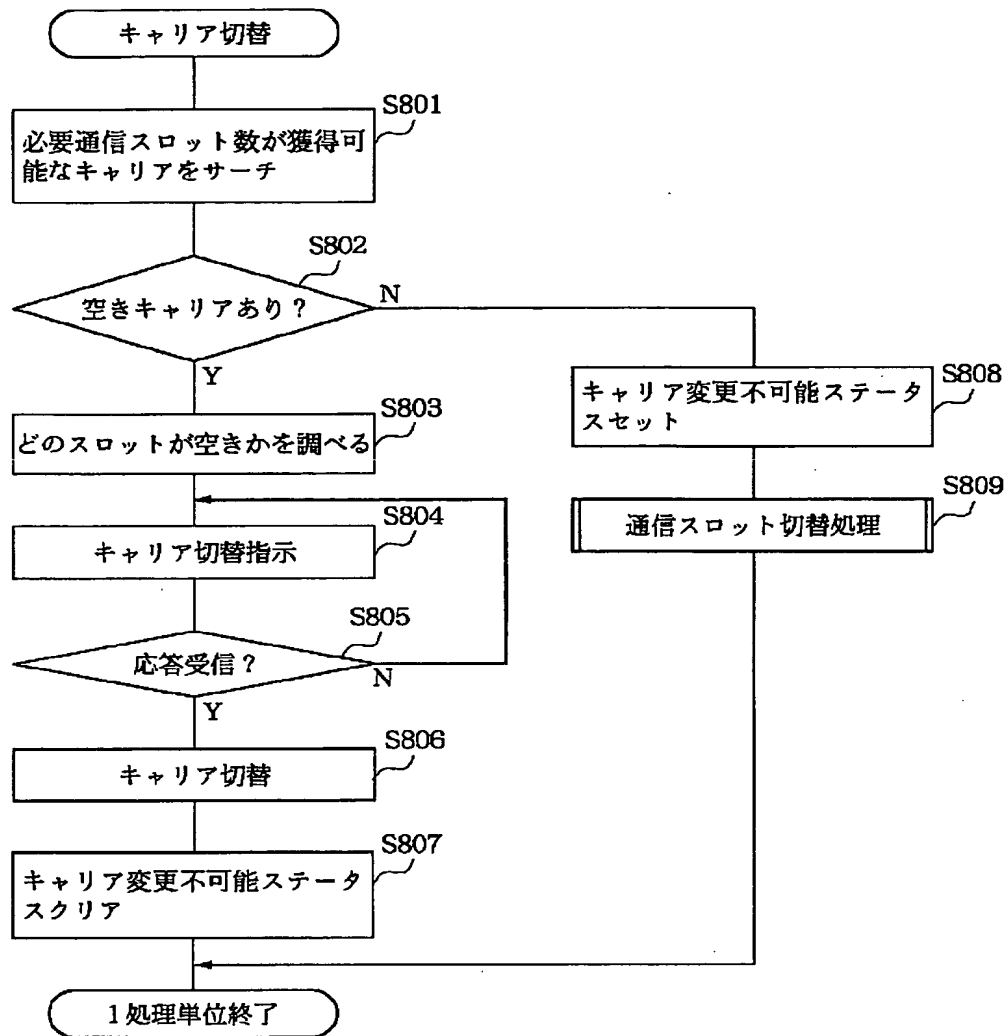 キャリア切替
S801
必要通信スロット数が獲得可
能なキャリアをサーチ
S802
空きキャリアあり?
N
Y
S803
どのスロットが空きかを調べる
S804
キャリア切替指示
S805
応答受信?
N
Y
S806
キャリア切替
S807
キャリア変更不可能ステータ
スクリア
S808
キャリア変更不可能ステータ
スセット
S809
通信スロット切替処理
1処理単位終了